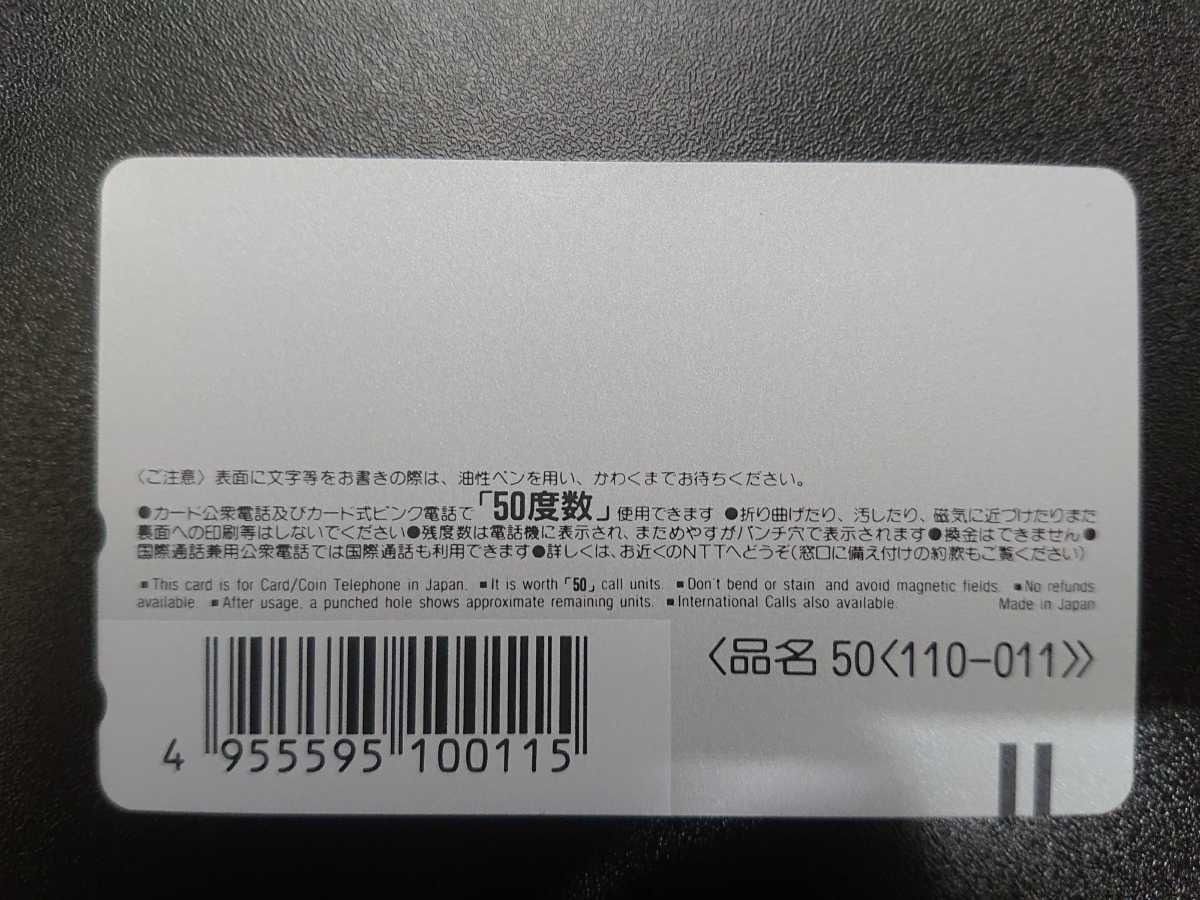 〈ご注意〉表面に文字等をお書きの際は、油性ペンを用い、かわくまでお待ちください。
●カード公衆電話及びカード式ピンク電話で「50度数」使用できます ●折り曲げたり、汚したり、磁気に近づけたりまた
裏面への印刷等はしないでください●残度数は電話機に表示され、まためやすがパンチ穴で表示されます●換金はできません●
国際通話兼用公衆電話では国際通話も利用できます●詳しくは、お近くのNTTへどうぞ(窓口に備え付けの約款もご覧ください)
■This card is for Card/Coin Telephone in Japan. ■It is worth「50」call units. ■Don't bend or stain and avoid magnetic fields. ■No refunds
available. ■After usage, a punched hole shows approximate remaining units. ■International Calls also available. Made in Japan
〈品名 50〈110-011〉〉
4 955595 100115